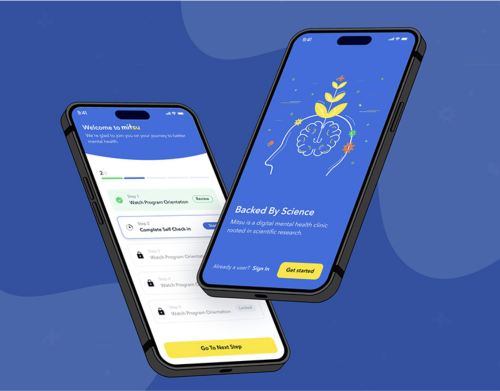 9:41
Welcome to mitsu
We're glad to join you on your journey to better
mental health.
2/5
Step 1
Watch Program Orientation
Review
Step 2
Complete Self Check-in
Step 3
Watch Program Orientation
Step 4
Watch Program Orientation
Step 5
Watch Program Orientation
Locked
Go To Next Step
9:41
Backed By Science
Mitsu is a digital mental health clinic
rooted in scientific research.
Already a user? Sign In
Get started